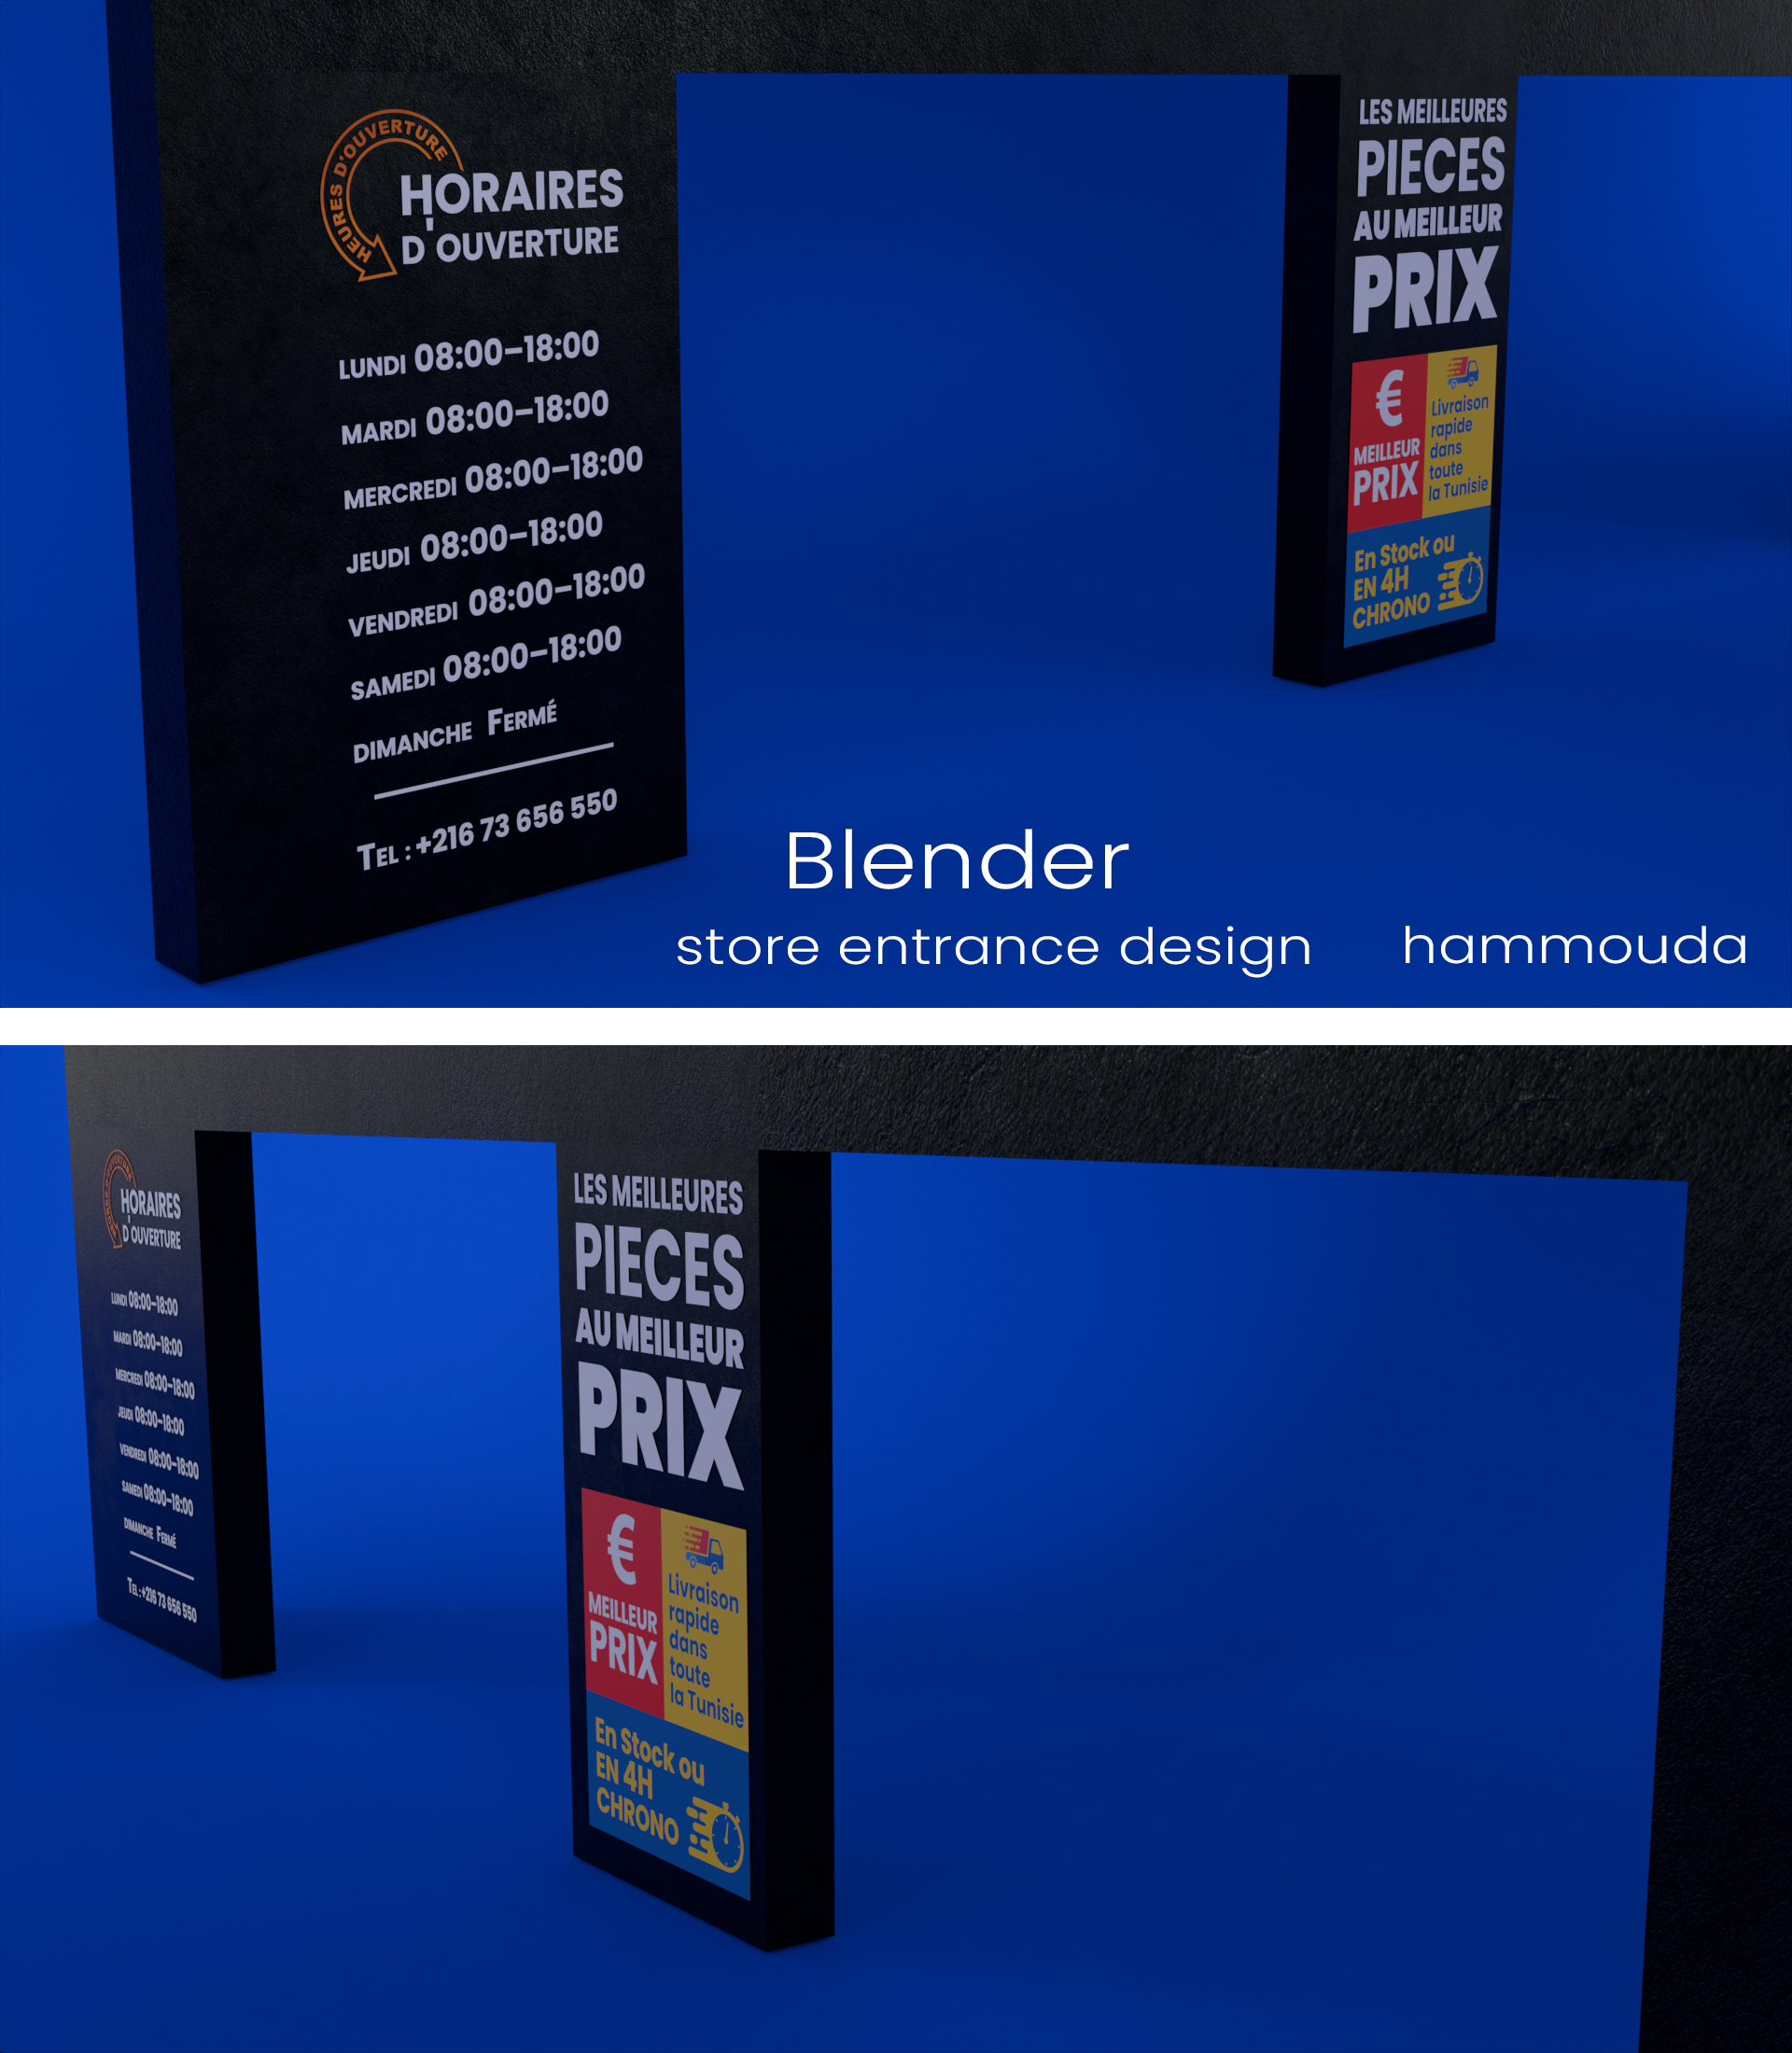 HEURES D'OUVERTURE
HORAIRES
D'OUVERTURE
LUNDI 08:00-18:00
MARDI 08:00-18:00
MERCREDI 08:00-18:00
JEUDI 08:00-18:00
VENDREDI 08:00-18:00
SAMEDI 08:00-18:00
DIMANCHE FERMÉ
TEL : +216 73 656 550
LES MEILLEURES
PIECES
AU MEILLEUR
PRIX
€
MEILLEUR
PRIX
Livraison
rapide
dans
toute
la Tunisie
En Stock ou
EN 4H
CHRONO
Blender
store entrance design
hammouda
HEURES D'OUVERTURE
HORAIRES
D'OUVERTURE
LUNDI 08:00-18:00
MARDI 08:00-18:00
MERCREDI 08:00-18:00
JEUDI 08:00-18:00
VENDREDI 08:00-18:00
SAMEDI 08:00-18:00
DIMANCHE FERMÉ
TEL : +216 73 656 550
LES MEILLEURES
PIECES
AU MEILLEUR
PRIX
€
MEILLEUR
PRIX
Livraison
rapide
dans
toute
la Tunisie
En Stock ou
EN 4H
CHRONO